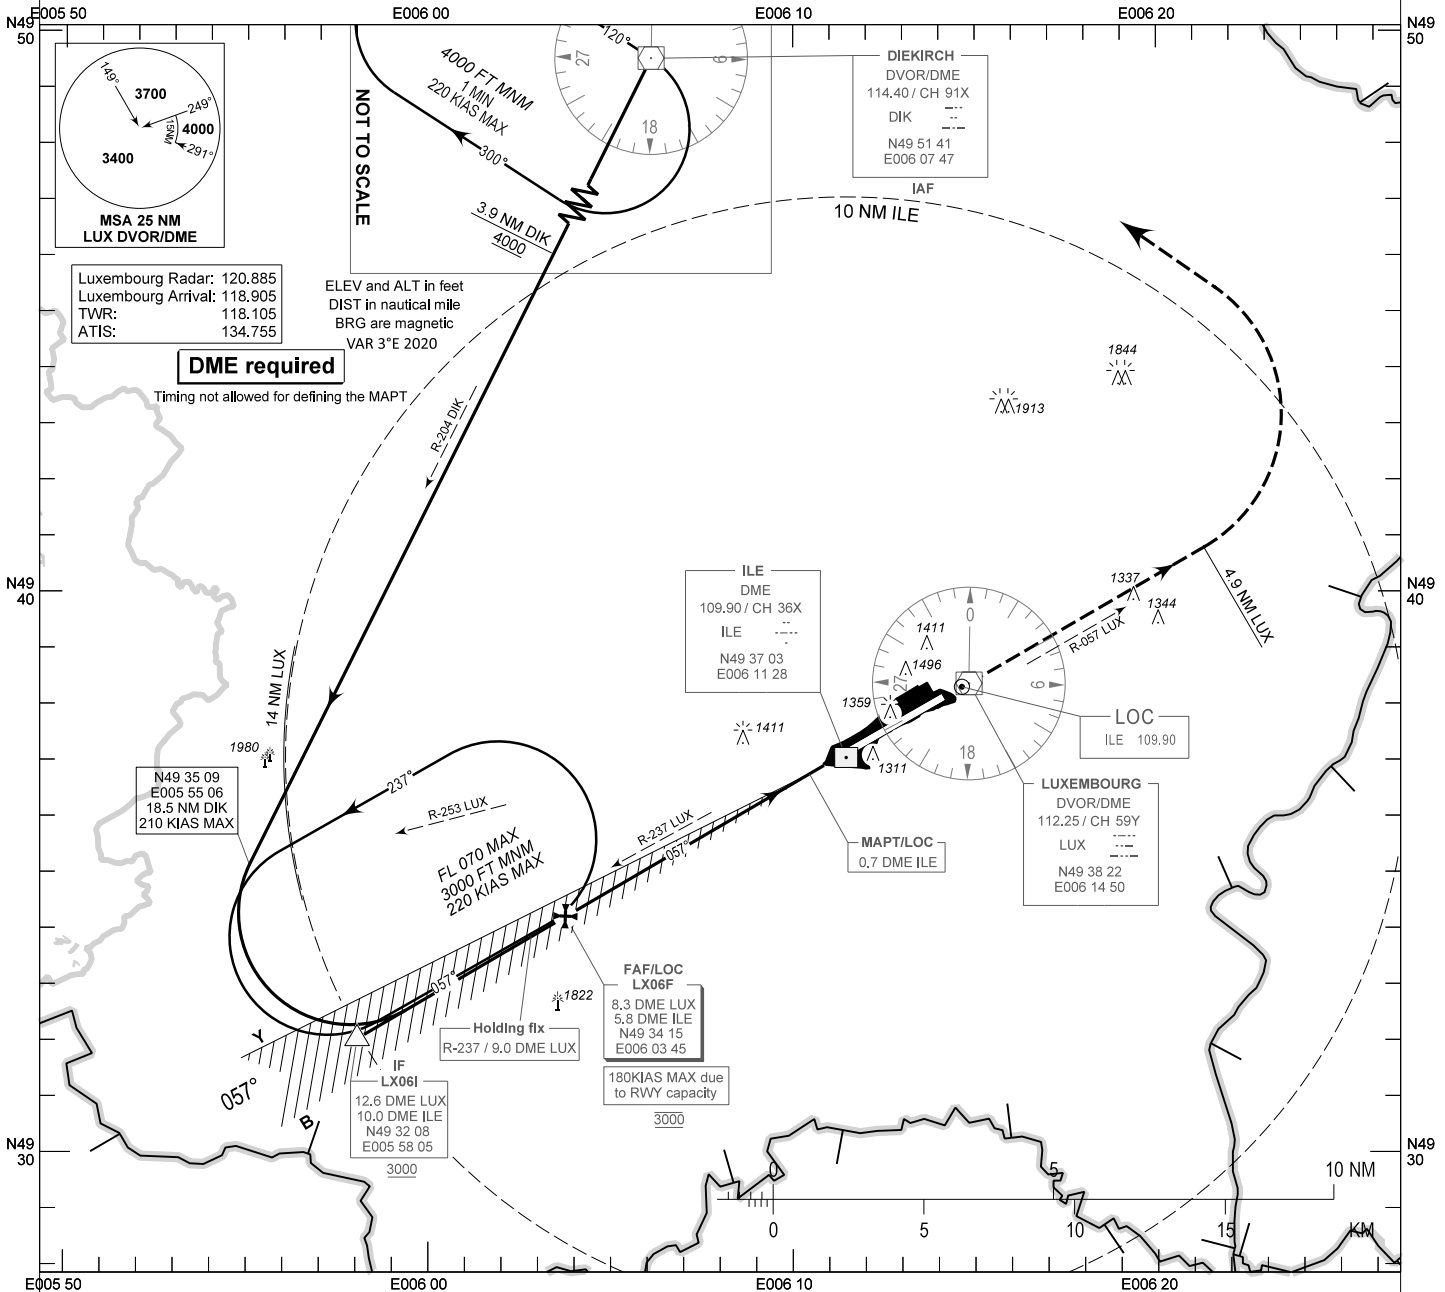 E005 50
E006 00
E006 10
E006 20
N49
50
N49
50
149°
3700
249°
4000
15NM
291°
3400
MSA 25 NM
LUX DVOR/DME
Luxembourg Radar: 120.885
Luxembourg Arrival: 118.905
TWR: 118.105
ATIS: 134.755
DME required
Timing not allowed for defining the MAPT
NOT TO SCALE
4000 FT MNM
1 MIN
220 KIAS MAX
120°
300°
27
9
18
3.9 NM DIK
4000
ELEV and ALT in feet
DIST in nautical mile
BRG are magnetic
VAR 3°E 2020
DIEKIRCH
DVOR/DME
114.40 / CH 91X
DIK
N49 51 41
E006 07 47
IAF
10 NM ILE
R-204 DIK
1844
1913
N49
40
N49
40
ILE
DME
109.90 / CH 36X
ILE
N49 37 03
E006 11 28
1337
1344
R-057 LUX
4.9 NM LUX
1411
1496
1359
1311
1411
0
27
9
18
LOC
ILE 109.90
LUXEMBOURG
DVOR/DME
112.25 / CH 59Y
LUX
N49 38 22
E006 14 50
14 NM LUX
1980
N49 35 09
E005 55 06
18.5 NM DIK
210 KIAS MAX
237°
R-253 LUX
FL 070 MAX
3000 FT MNM
220 KIAS MAX
R-237 LUX
057°
MAPT/LOC
0.7 DME ILE
057°
1822
FAF/LOC
LX06F
8.3 DME LUX
5.8 DME ILE
N49 34 15
E006 03 45
180KIAS MAX due
to RWY capacity
3000
Holding fix
R-237 / 9.0 DME LUX
Y
057°
B
IF
LX06I
12.6 DME LUX
10.0 DME ILE
N49 32 08
E005 58 05
3000
N49
30
N49
30
0
5
10 NM
0
5
10
15
KM
E005 50
E006 00
E006 10
E006 20